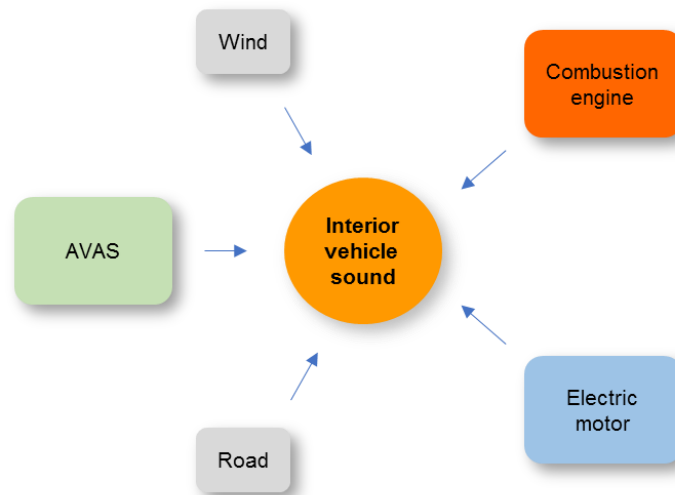 Wind
Combustion
engine
Interior
vehicle
sound
AVAS
Electric
motor
Road